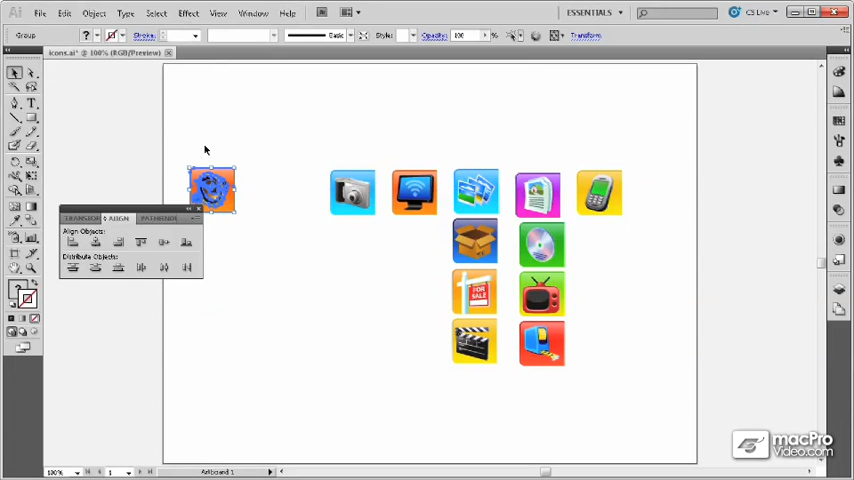 Ai File Edit Object Type Select Effect View Window Help ESSENTIALS CS Live
Group ? Stroke: Basic Style: Opacity: 100 % Transform
icons.ai* @ 100% (RGB/Preview)
FOR SALE
TRANSFOR ALIGN PATHFIND
Align Objects:
Distribute Objects:
?
macPro
Video.com
100% 1 Artboard 1